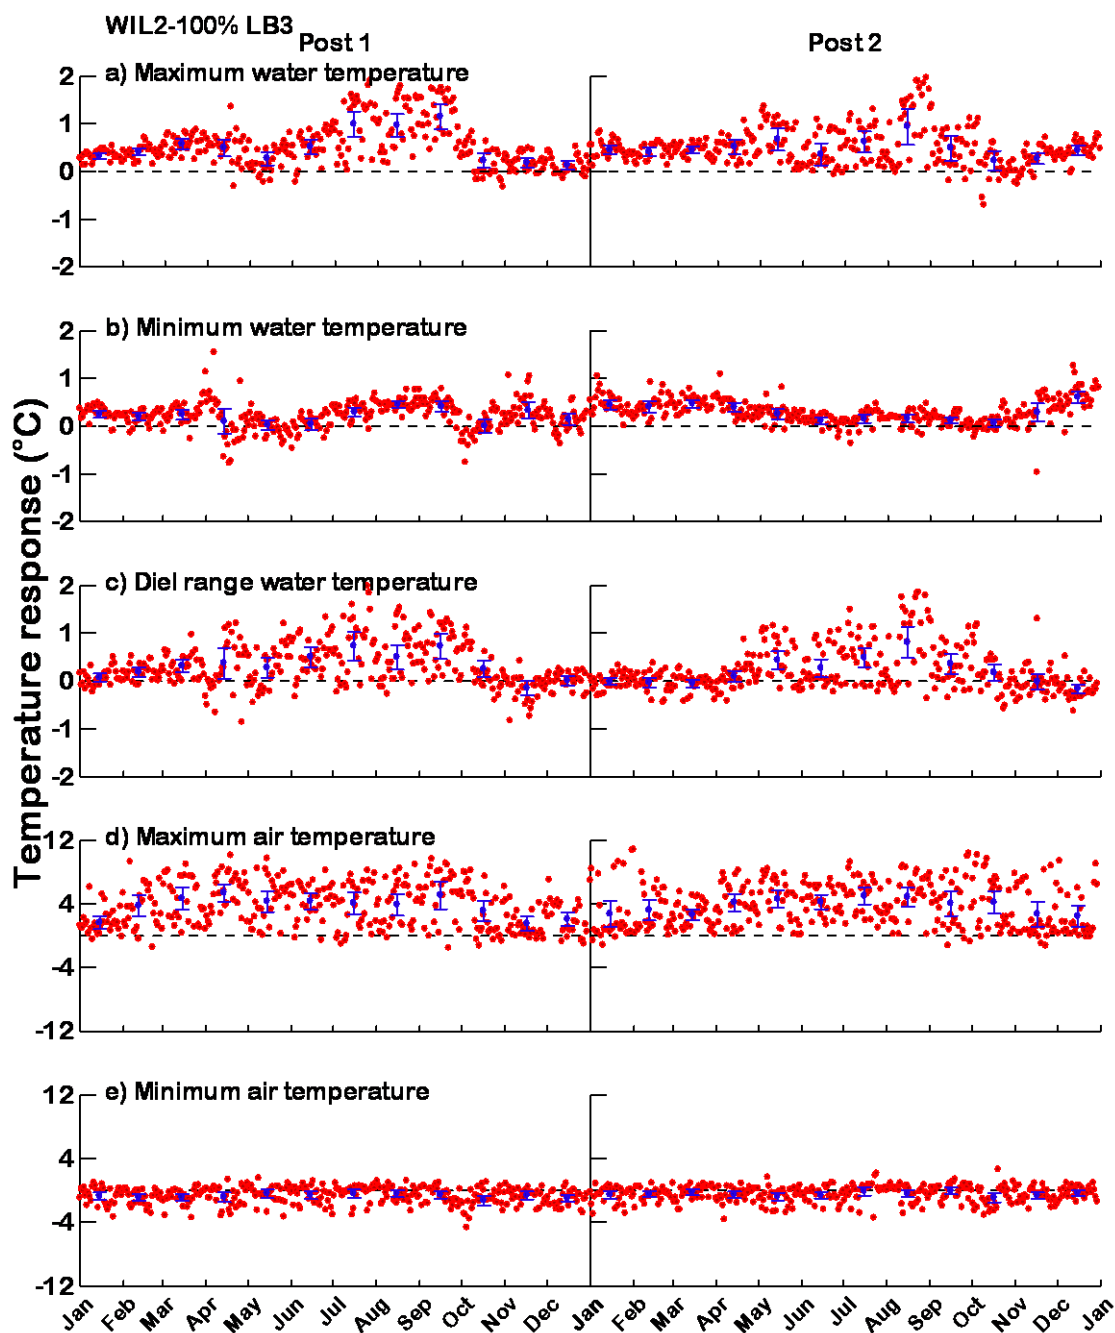 WIL2-100% LB3
Post 1
Post 2
a) Maximum water temperature
2
1
0
-1
-2
b) Minimum water temperature
2
1
0
-1
-2
c) Diel range water temperature
2
1
0
-1
-2
d) Maximum air temperature
12
4
-4
-12
e) Minimum air temperature
12
4
-4
-12
Temperature response (°C)
Jan Feb Mar Apr May Jun Jul Aug Sep Oct Nov Dec Jan Feb Mar Apr May Jun Jul Aug Sep Oct Nov Dec Jan